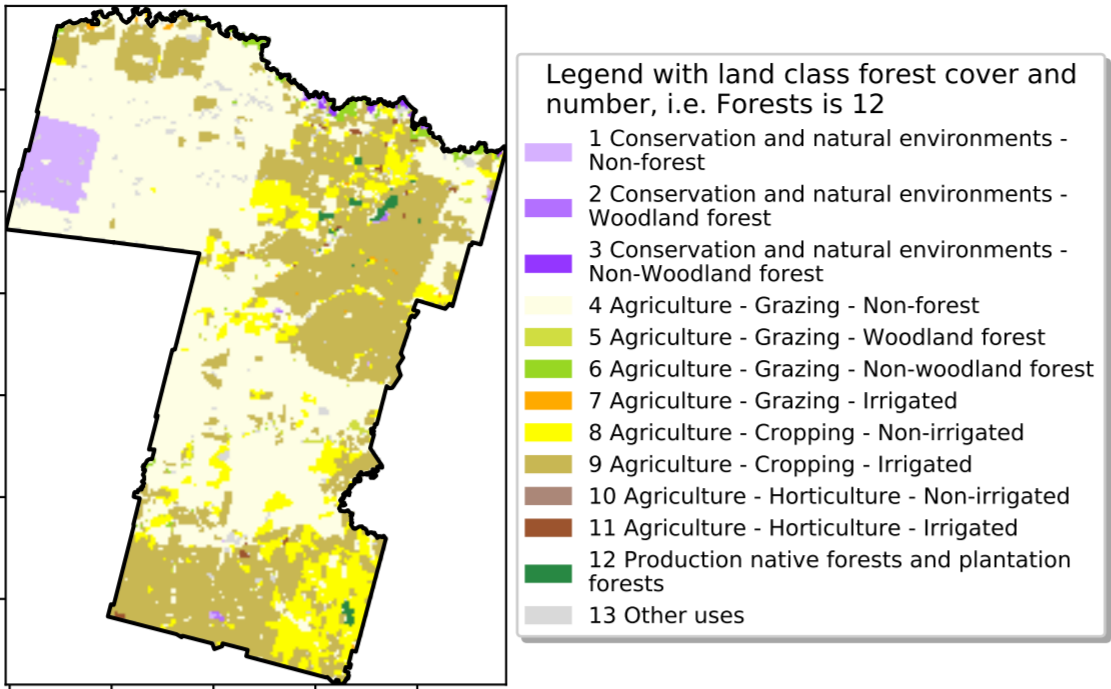 Legend with land class forest cover and
number, i.e. Forests is 12
1 Conservation and natural environments -
Non-forest
2 Conservation and natural environments -
Woodland forest
3 Conservation and natural environments -
Non-Woodland forest
4 Agriculture - Grazing - Non-forest
5 Agriculture - Grazing - Woodland forest
6 Agriculture - Grazing - Non-woodland forest
7 Agriculture - Grazing - Irrigated
8 Agriculture - Cropping - Non-irrigated
9 Agriculture - Cropping - Irrigated
10 Agriculture - Horticulture - Non-irrigated
11 Agriculture - Horticulture - Irrigated
12 Production native forests and plantation
forests
13 Other uses